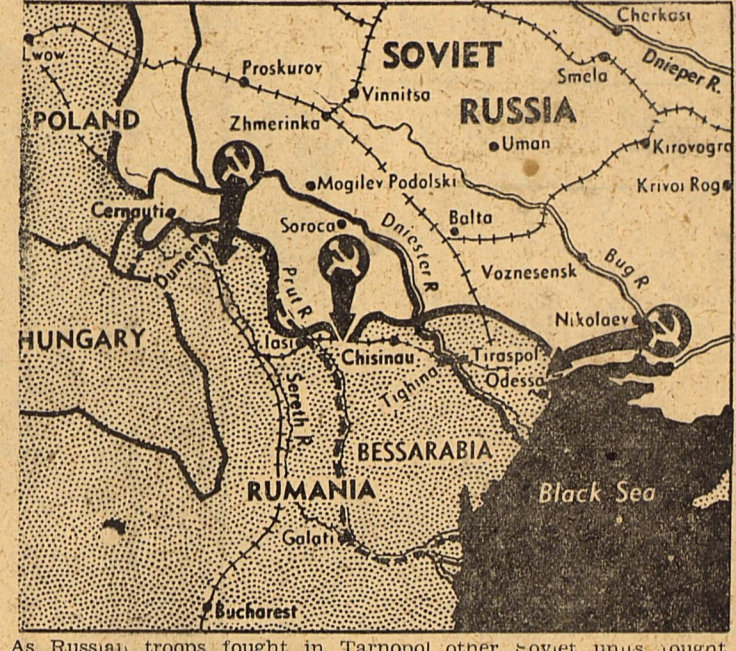 Cherkasi
Lwow
SOVIET
Dnieper R.
Proskurov
Smela
Vinnitsa
RUSSIA
POLAND
Zhmerinka
Uman
Kirovogr
Mogilev Podolski
Krivoi Rog
Cernauti
Soroca
Balta
Dniester R
Dumeni
Voznesensk
Bug R
Prut R.
Nikolaev
HUNGARY
Iasi
Chisinau
Tiraspol
Odessa
Tighina
Sereth R.
BESSARABIA
RUMANIA
Black Sea
Galati
Bucharest
As Russian troops fought in Tarnopol other Soviet units fought